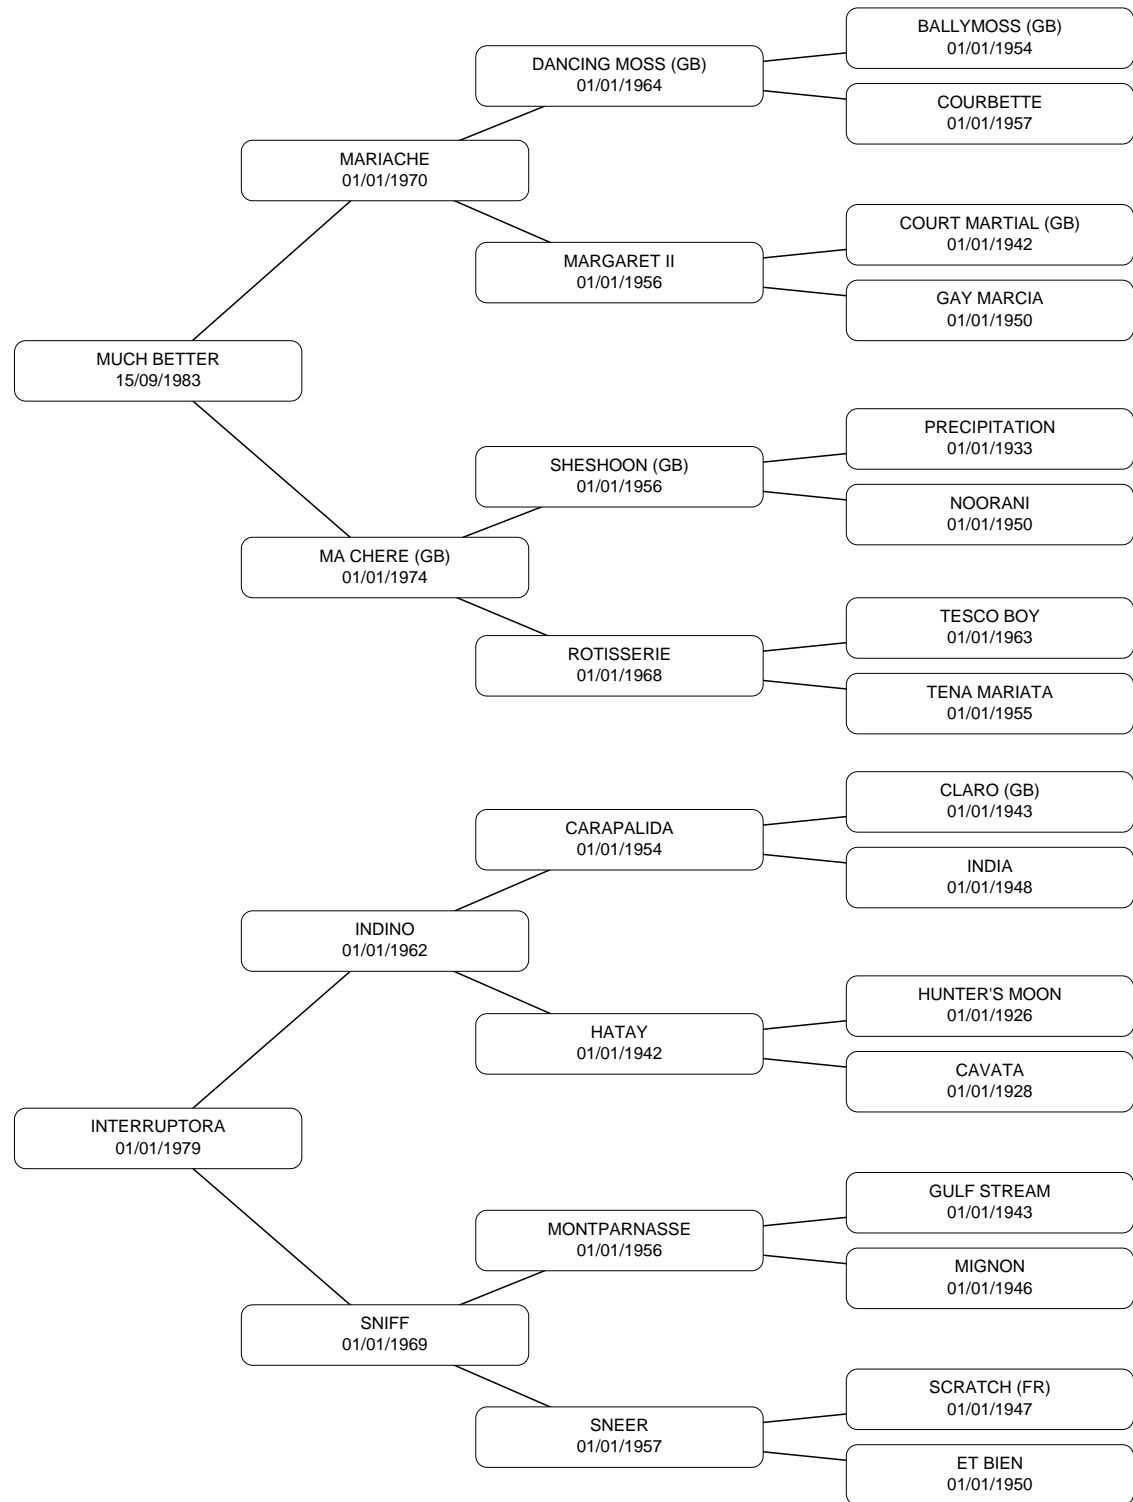 BALLYMOSS (GB)
01/01/1954
DANCING MOSS (GB)
01/01/1964
COURBETTE
01/01/1957
MARIACHE
01/01/1970
COURT MARTIAL (GB)
01/01/1942
MARGARET II
01/01/1956
GAY MARCIA
01/01/1950
MUCH BETTER
15/09/1983
PRECIPITATION
01/01/1933
SHESHOON (GB)
01/01/1956
NOORANI
01/01/1950
MA CHERE (GB)
01/01/1974
TESCO BOY
01/01/1963
ROTISSERIE
01/01/1968
TENA MARIATA
01/01/1955
CLARO (GB)
01/01/1943
CARAPALIDA
01/01/1954
INDIA
01/01/1948
INDINO
01/01/1962
HUNTER'S MOON
01/01/1926
HATAY
01/01/1942
CAVATA
01/01/1928
INTERRUPTORA
01/01/1979
GULF STREAM
01/01/1943
MONTPARNASSE
01/01/1956
MIGNON
01/01/1946
SNIFF
01/01/1969
SCRATCH (FR)
01/01/1947
SNEER
01/01/1957
ET BIEN
01/01/1950